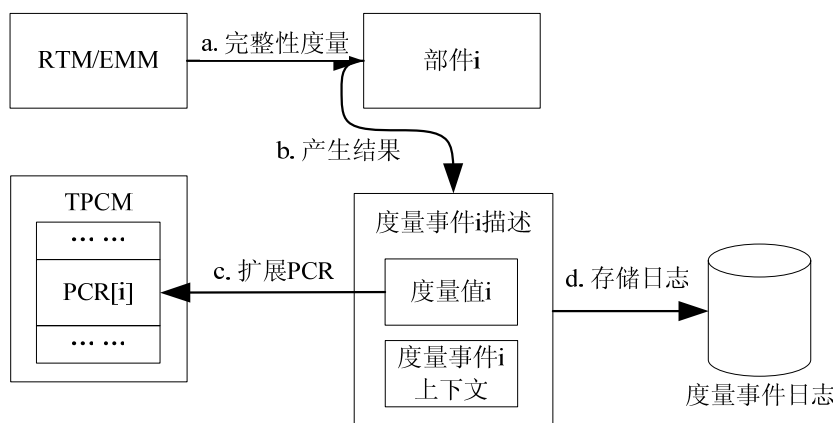 RTM/EMM
a. 完整性度量
部件i
b. 产生结果
TPCM
... ...
PCR[i]
... ...
c. 扩展PCR
度量事件i描述
度量值i
度量事件i
上下文
d. 存储日志
度量事件日志